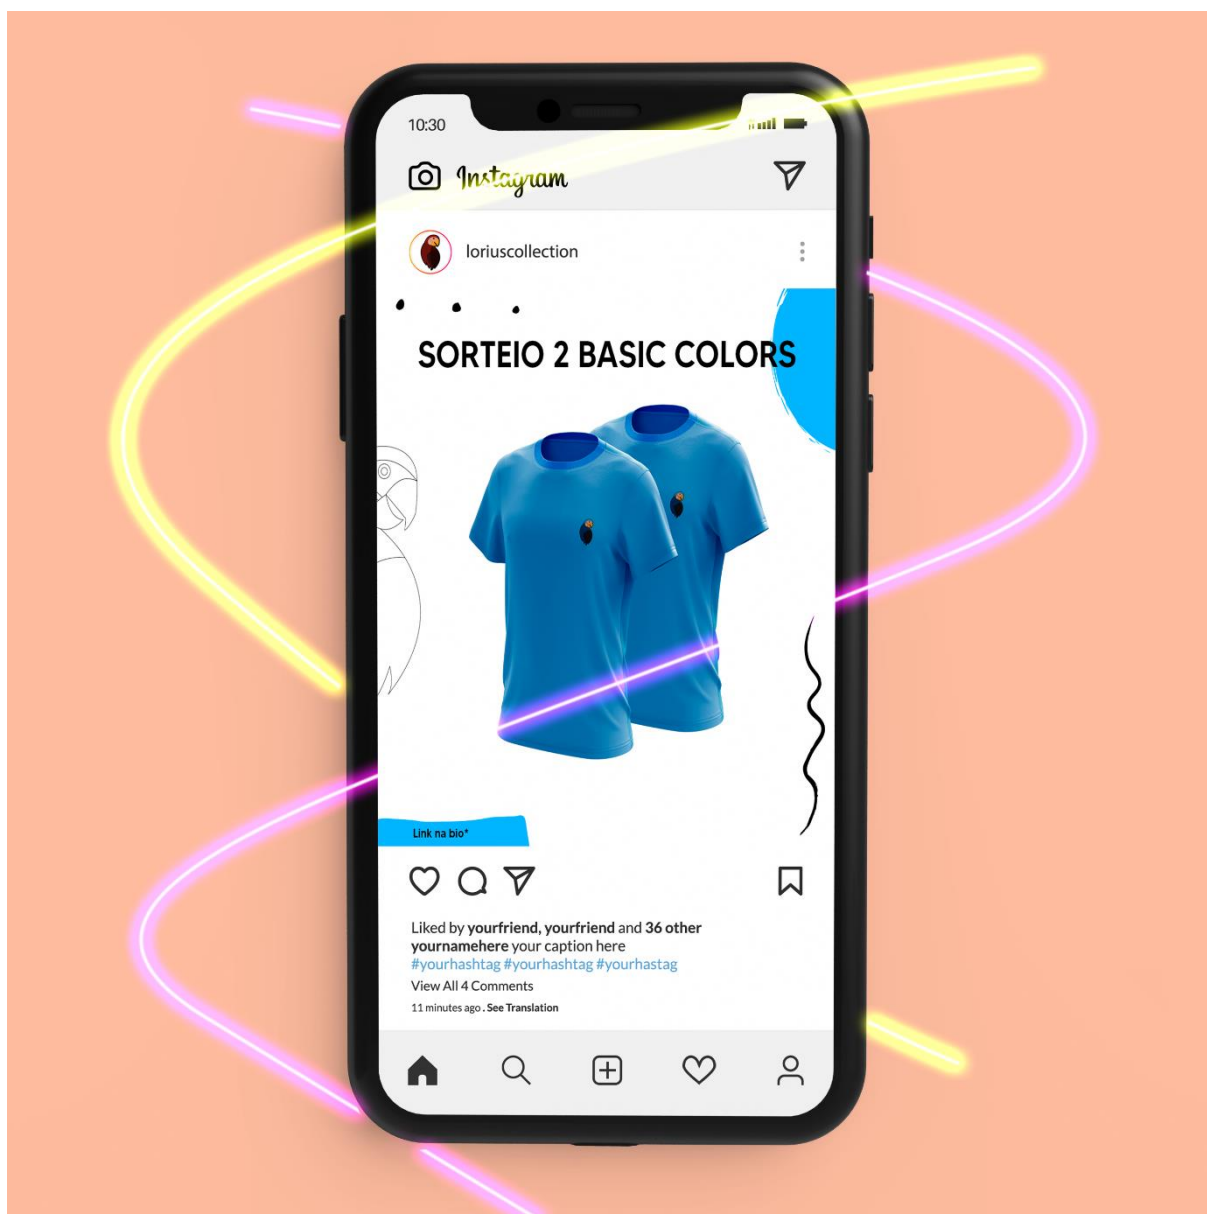 10:30
Instagram
loriuscollection
SORTEIO 2 BASIC COLORS
Link na bio*
Liked by yourfriend, yourfriend and 36 other
yournamehere your caption here
#yourhashtag #yourhashtag #yourhastag
View All 4 Comments
11 minutes ago . See Translation